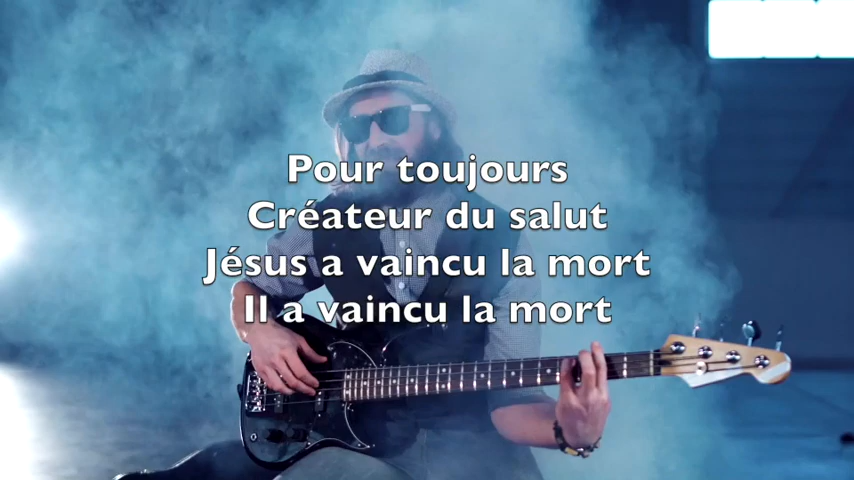 Pour toujours
Créateur du salut
Jésus a vaincu la mort
Il a vaincu la mort